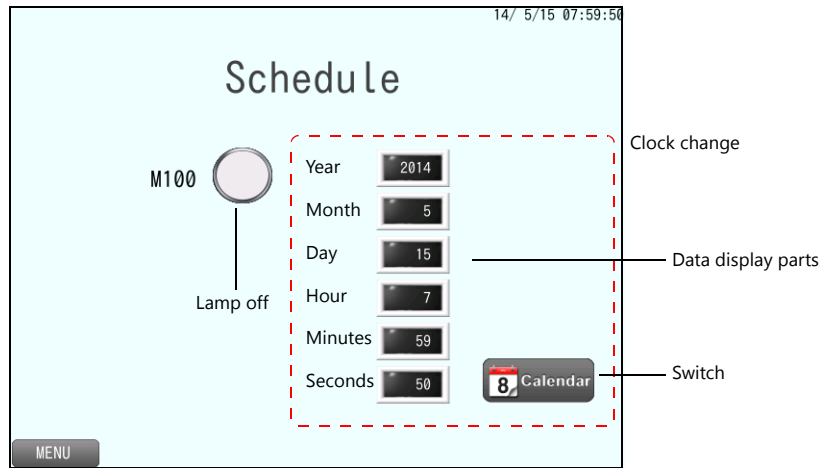 14/ 5/15 07:59:50
Schedule
Clock change
M100
Year 2014
Month 5
Day 15
Data display parts
Lamp off
Hour 7
Minutes 59
Seconds 50
8 Calendar
Switch
MENU